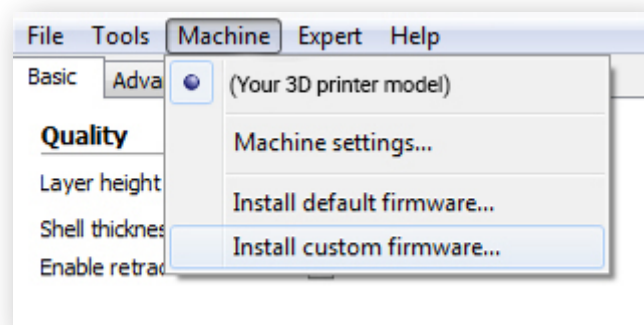 File Tools Machine Expert Help
Basic Adva
(Your 3D printer model)
Quality
Machine settings...
Layer height
Install default firmware...
Shell thicknes
Install custom firmware...
Enable retrac